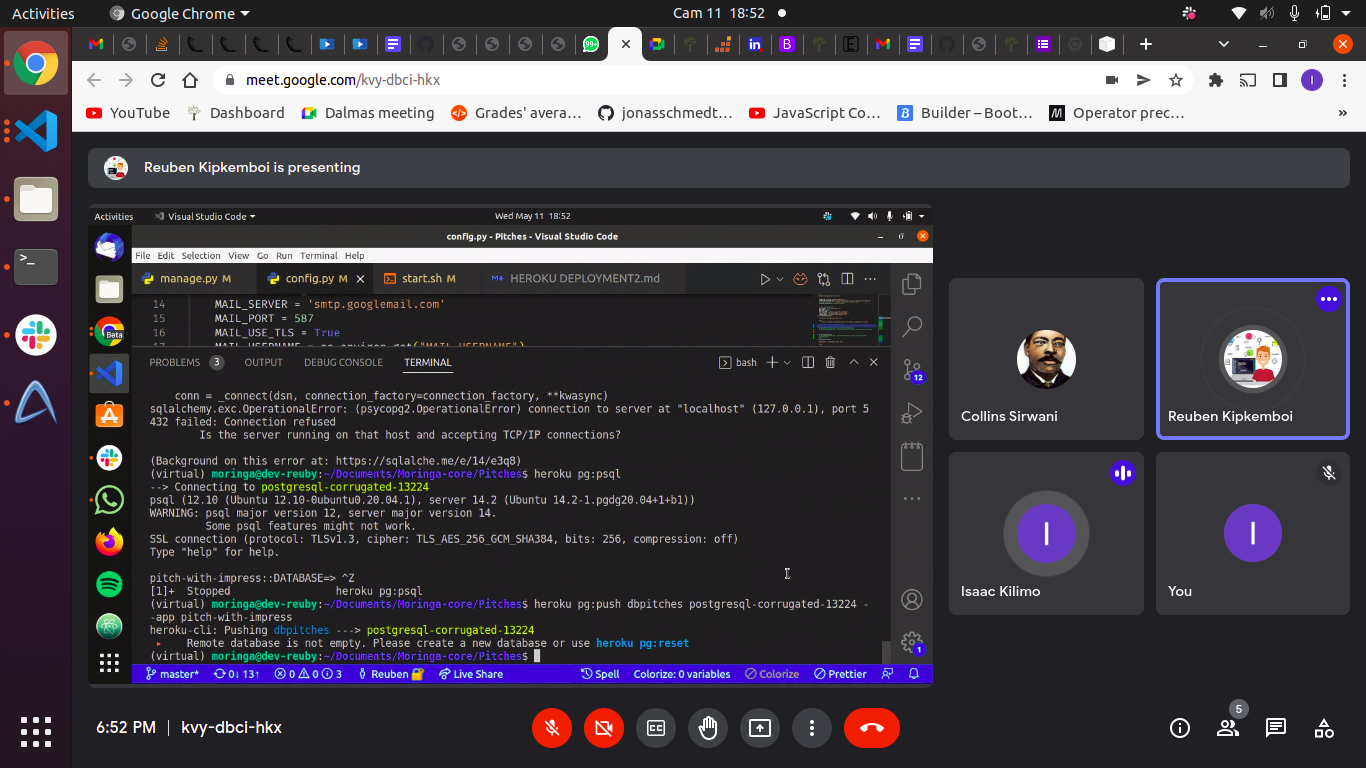 Activities
Google Chrome
Cam 11 18:52
99+
meet.google.com/kvy-dbci-hkx
YouTube
Dashboard
Dalmas meeting
Grades' avera…
jonasschmedt…
JavaScript Co…
Builder – Boot…
Operator prec…
»
Reuben Kipkemboi is presenting
Activities
Visual Studio Code
Wed May 11 18:52
config.py - Pitches - Visual Studio Code
File Edit Selection View Go Run Terminal Help
manage.py M
config.py M
start.sh M
HEROKU DEPLOYMENT2.md
14 MAIL_SERVER = 'smtp.googlemail.com'
15 MAIL_PORT = 587
16 MAIL_USE_TLS = True
17 MAIL_USERNAME = os.environ.get("MAIL_USERNAME")
PROBLEMS 3 OUTPUT DEBUG CONSOLE TERMINAL
bash
conn = _connect(dsn, connection_factory=connection_factory, **kwasync)
sqlalchemy.exc.OperationalError: (psycopg2.OperationalError) connection to server at "localhost" (127.0.0.1), port 5
432 failed: Connection refused
Is the server running on that host and accepting TCP/IP connections?
(Background on this error at: https://sqlalche.me/e/14/e3q8)
(virtual) moringa@dev-reuby:~/Documents/Moringa-core/Pitches$ heroku pg:psql
--> Connecting to postgresql-corrugated-13224
psql (12.10 (Ubuntu 12.10-0ubuntu0.20.04.1), server 14.2 (Ubuntu 14.2-1.pgdg20.04+1+b1))
WARNING: psql major version 12, server major version 14.
Some psql features might not work.
SSL connection (protocol: TLSv1.3, cipher: TLS_AES_256_GCM_SHA384, bits: 256, compression: off)
Type "help" for help.
pitch-with-impress::DATABASE=> ^Z
[1]+ Stopped heroku pg:psql
(virtual) moringa@dev-reuby:~/Documents/Moringa-core/Pitches$ heroku pg:push dbpitches postgresql-corrugated-13224 -
-app pitch-with-impress
heroku-cli: Pushing dbpitches ---> postgresql-corrugated-13224
▸ Remote database is not empty. Please create a new database or use heroku pg:reset
(virtual) moringa@dev-reuby:~/Documents/Moringa-core/Pitches$
12
1
master* 0↓ 13↑ 0 0 3 Reuben Live Share
Spell Colorize: 0 variables Colorize Prettier
Beta
Collins Sirwani
Reuben Kipkemboi
I
Isaac Kilimo
I
You
6:52 PM | kvy-dbci-hkx
5